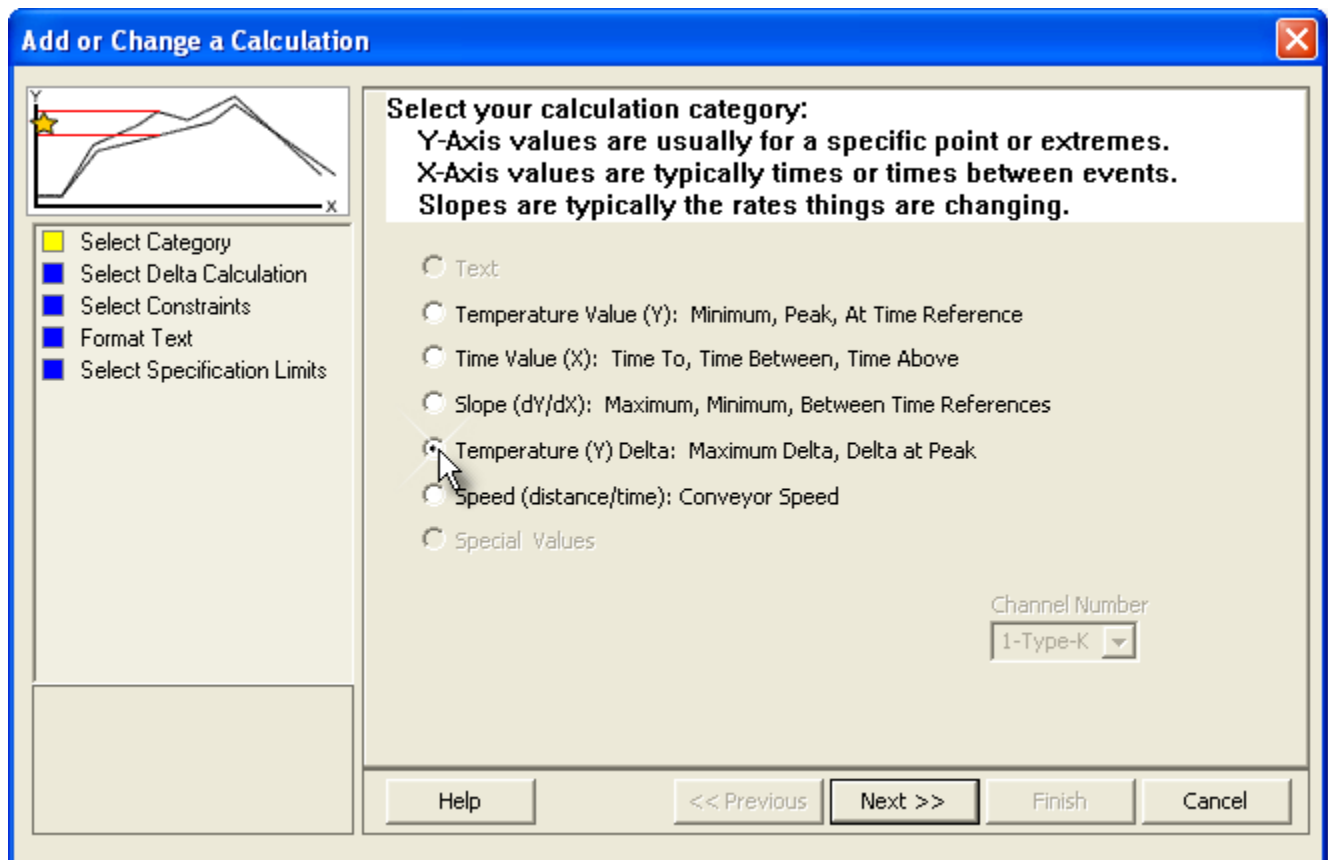 Add or Change a Calculation
Y
X
Select Category
Select Delta Calculation
Select Constraints
Format Text
Select Specification Limits
Select your calculation category:
Y-Axis values are usually for a specific point or extremes.
X-Axis values are typically times or times between events.
Slopes are typically the rates things are changing.
Text
Temperature Value (Y): Minimum, Peak, At Time Reference
Time Value (X): Time To, Time Between, Time Above
Slope (dY/dX): Maximum, Minimum, Between Time References
Temperature (Y) Delta: Maximum Delta, Delta at Peak
Speed (distance/time): Conveyor Speed
Special Values
Channel Number
1-Type-K
Help
<< Previous
Next >>
Finish
Cancel